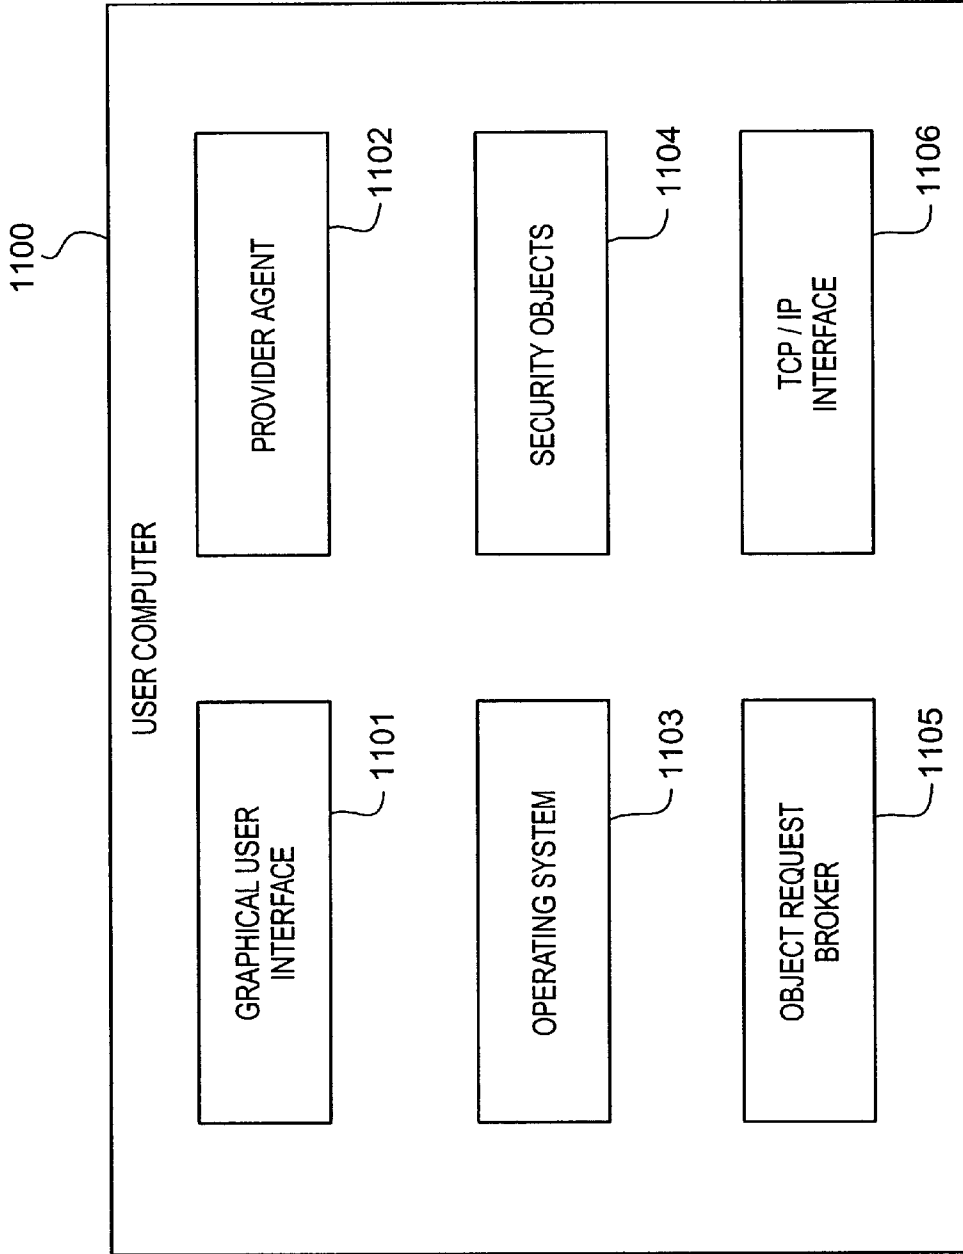 1100
USER COMPUTER
GRAPHICAL USER
INTERFACE
1101
PROVIDER AGENT
1102
OPERATING SYSTEM
1103
SECURITY OBJECTS
1104
OBJECT REQUEST
BROKER
1105
TCP / IP
INTERFACE
1106